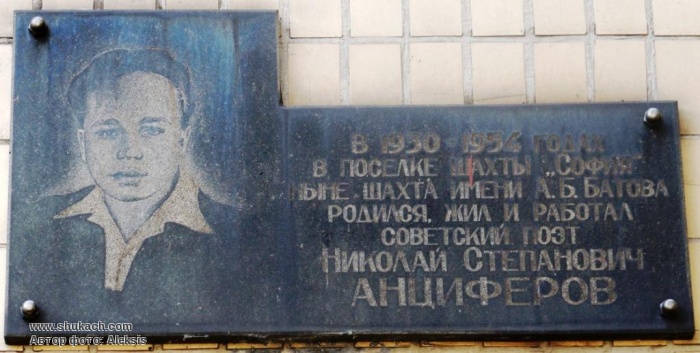 В 1930 - 1954 годах
В ПОСЕЛКЕ ШАХТЫ „СОФИЯ“
НЫНЕ ШАХТА ИМЕНИ А.Б.БАТОВА
РОДИЛСЯ, ЖИЛ И РАБОТАЛ
СОВЕТСКИЙ ПОЭТ
НИКОЛАЙ СТЕПАНОВИЧ
АНЦИФЕРОВ
www.shukach.com
Автор фото: Aleksis